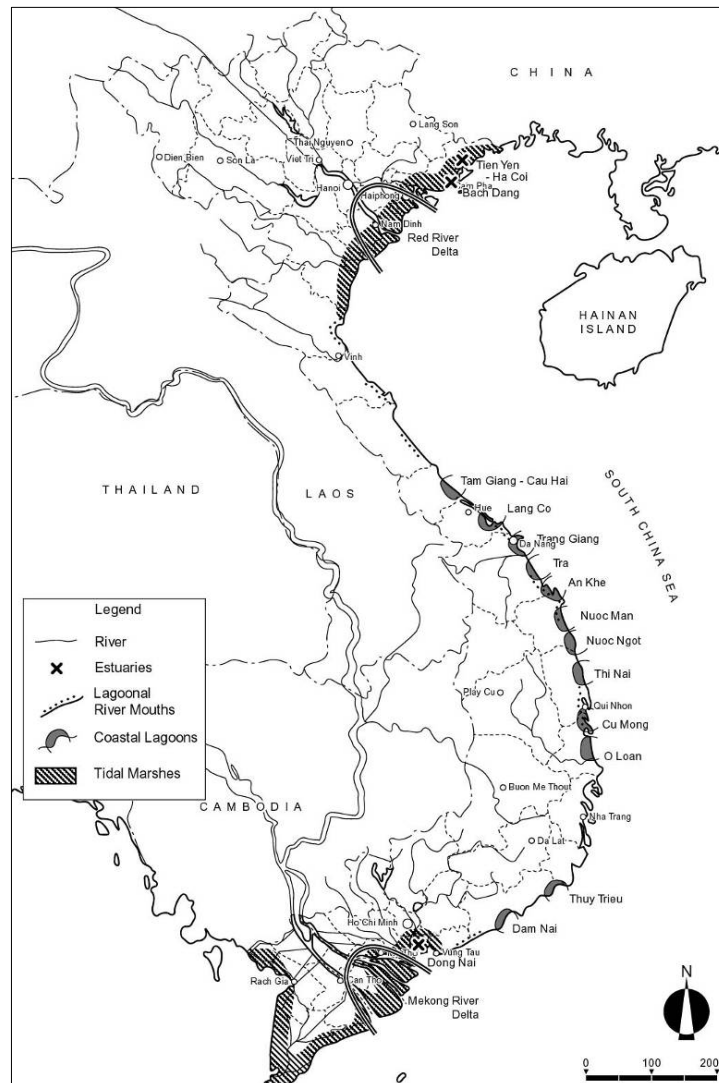 CHINA
Lang Son
Thai Nguyen
Dien Bien
Son La
Viet Tri
Tien Yen
- Ha Coi
Hanoi
Haiphong
am Pha
Bach Dang
Nam Dinh
Red River
Delta
HAINAN
ISLAND
Vinh
THAILAND
LAOS
SOUTH CHINA SEA
Tam Giang - Cau Hai
Hue
Lang Co
Trang Giang
Da Nang
Tra
An Khe
Nuoc Man
Nuoc Ngot
Thi Nai
Play Cu
Qui Nhon
Cu Mong
O Loan
Legend
River
Estuaries
Lagoonal
River Mouths
Coastal Lagoons
Tidal Marshes
CAMBODIA
Buon Me Thout
Nha Trang
Da Lat
Thuy Trieu
Dam Nai
Ho Chi Minh
Vung Tau
Dong Nai
Rach Gia
Can Tho
Mekong River
Delta
N
0 100 200